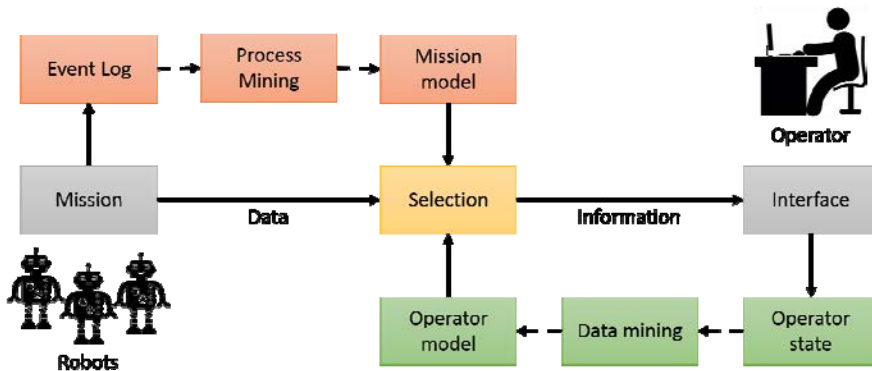 Event Log
Process
Mining
Mission
model
Operator
Mission
Data
Selection
Information
Interface
Robots
Operator
model
Data mining
Operator
state